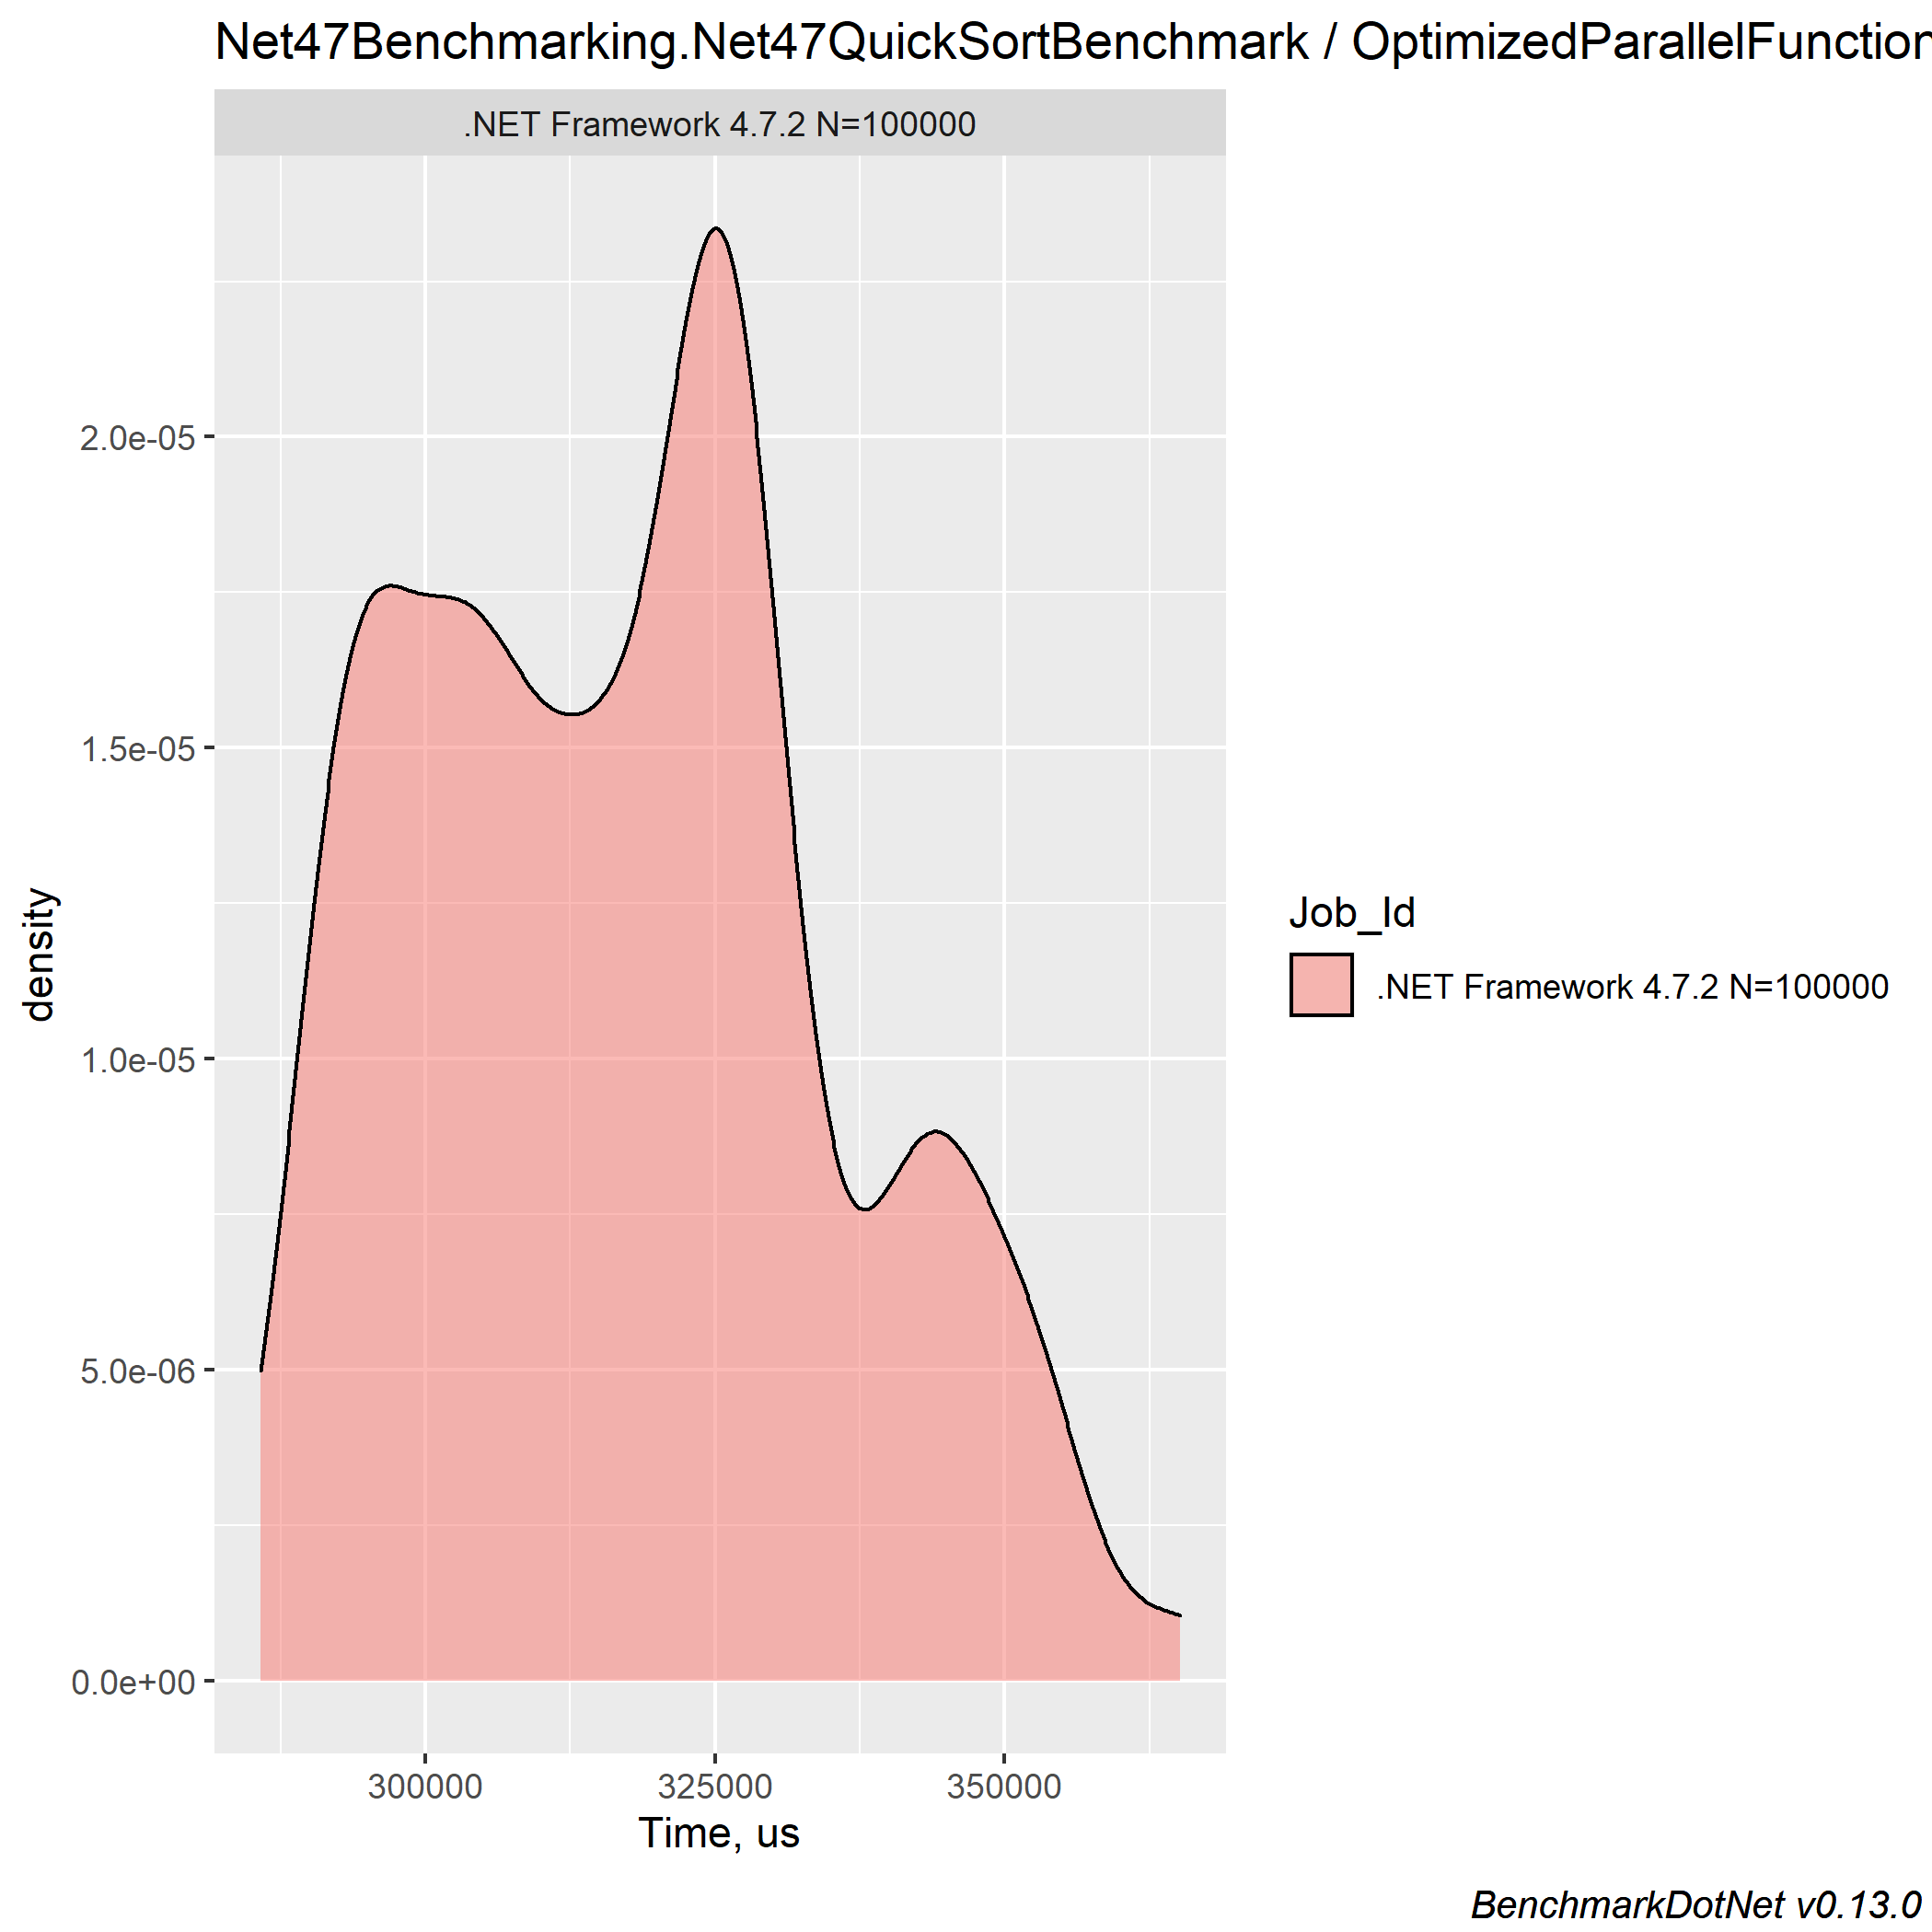 Net47Benchmarking.Net47QuickSortBenchmark / OptimizedParallelFunction
.NET Framework 4.7.2 N=100000
2.0e-05
1.5e-05
1.0e-05
5.0e-06
0.0e+00
density
300000 325000 350000
Time, us
Job_Id
.NET Framework 4.7.2 N=100000
BenchmarkDotNet v0.13.0